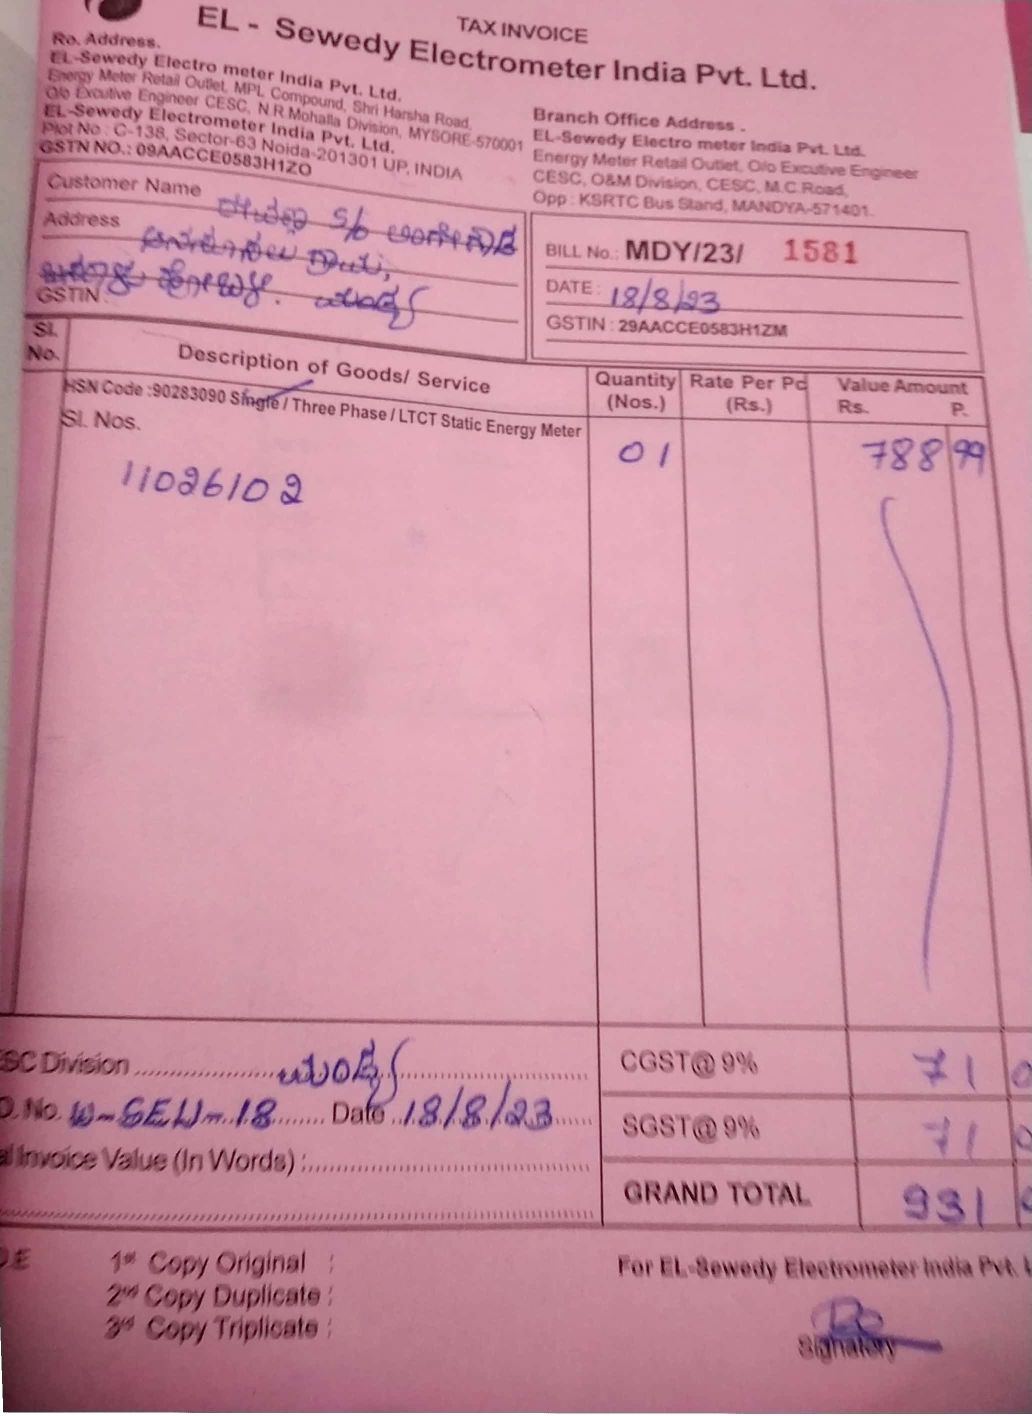 TAX INVOICE
EL - Sewedy Electrometer India Pvt. Ltd.
Ro. Address.
EL-Sewedy Electro meter India Pvt. Ltd.
Energy Meter Retail Outlet, MPL Compound, Shri Harsha Road,
O/o Excutive Engineer CESC, N.R.Mohalla Division, MYSORE-570001
EL-Sewedy Electrometer India Pvt. Ltd.
Plot No : C-138, Sector-63 Noida-201301 UP, INDIA
GSTN NO.: 09AACCE0583H1ZO
Branch Office Address .
EL-Sewedy Electro meter India Pvt. Ltd.
Energy Meter Retail Outlet, O/o Excutive Engineer
CESC, O&M Division, CESC, M.C.Road,
Opp : KSRTC Bus Stand, MANDYA-571401.
Customer Name S/o
Address
GSTIN : ಮಂಡ್ಯ
BILL No.: MDY/23/ 1581
DATE : 18/8/23
GSTIN : 29AACCE0583H1ZM
Sl. No. Description of Goods/ Service Quantity (Nos.) Rate Per Pc (Rs.) Value Amount Rs. P.
HSN Code :90283090 Single / Three Phase / LTCT Static Energy Meter
Sl. Nos.
11026102 01 788 99
SC Division ಮಂಡ್ಯ
CGST@ 9% 71
O. No. W-SEW-18 Date 18/8/23
SGST@ 9% 71
al Invoice Value (In Words) :
GRAND TOTAL 931
1st Copy Original :
2nd Copy Duplicate :
3rd Copy Triplicate :
For EL-Sewedy Electrometer India Pvt.
Signatory